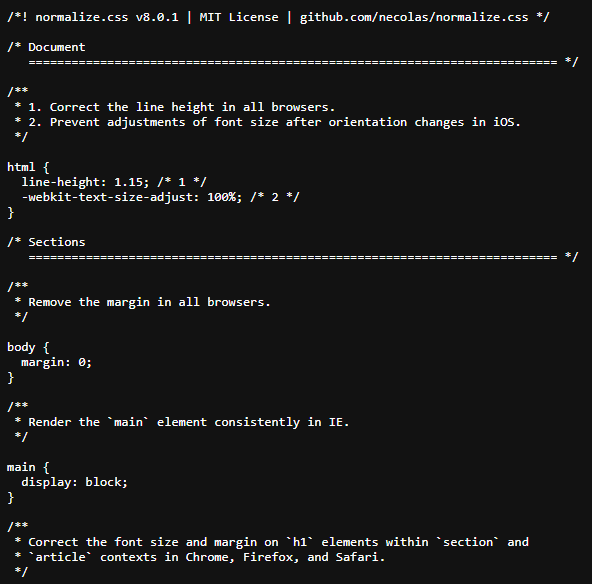 /*! normalize.css v8.0.1 | MIT License | github.com/necolas/normalize.css */
/* Document
   ========================================================================== */
/**
 * 1. Correct the line height in all browsers.
 * 2. Prevent adjustments of font size after orientation changes in iOS.
 */
html {
  line-height: 1.15; /* 1 */
  -webkit-text-size-adjust: 100%; /* 2 */
}
/* Sections
   ========================================================================== */
/**
 * Remove the margin in all browsers.
 */
body {
  margin: 0;
}
/**
 * Render the `main` element consistently in IE.
 */
main {
  display: block;
}
/**
 * Correct the font size and margin on `h1` elements within `section` and
 * `article` contexts in Chrome, Firefox, and Safari.
 */